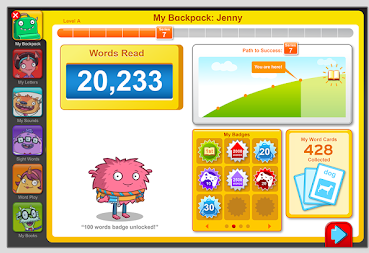 My Backpack: Jenny
Level A
7
My Backpack
Words Read
20,233
Path to Success: 7
You are here!
My Letters
My Sounds
Sight Words
Word Play
My Books
My Badges
20
30
My Word Cards
428
Collected
dog
"100 words badge unlocked!"